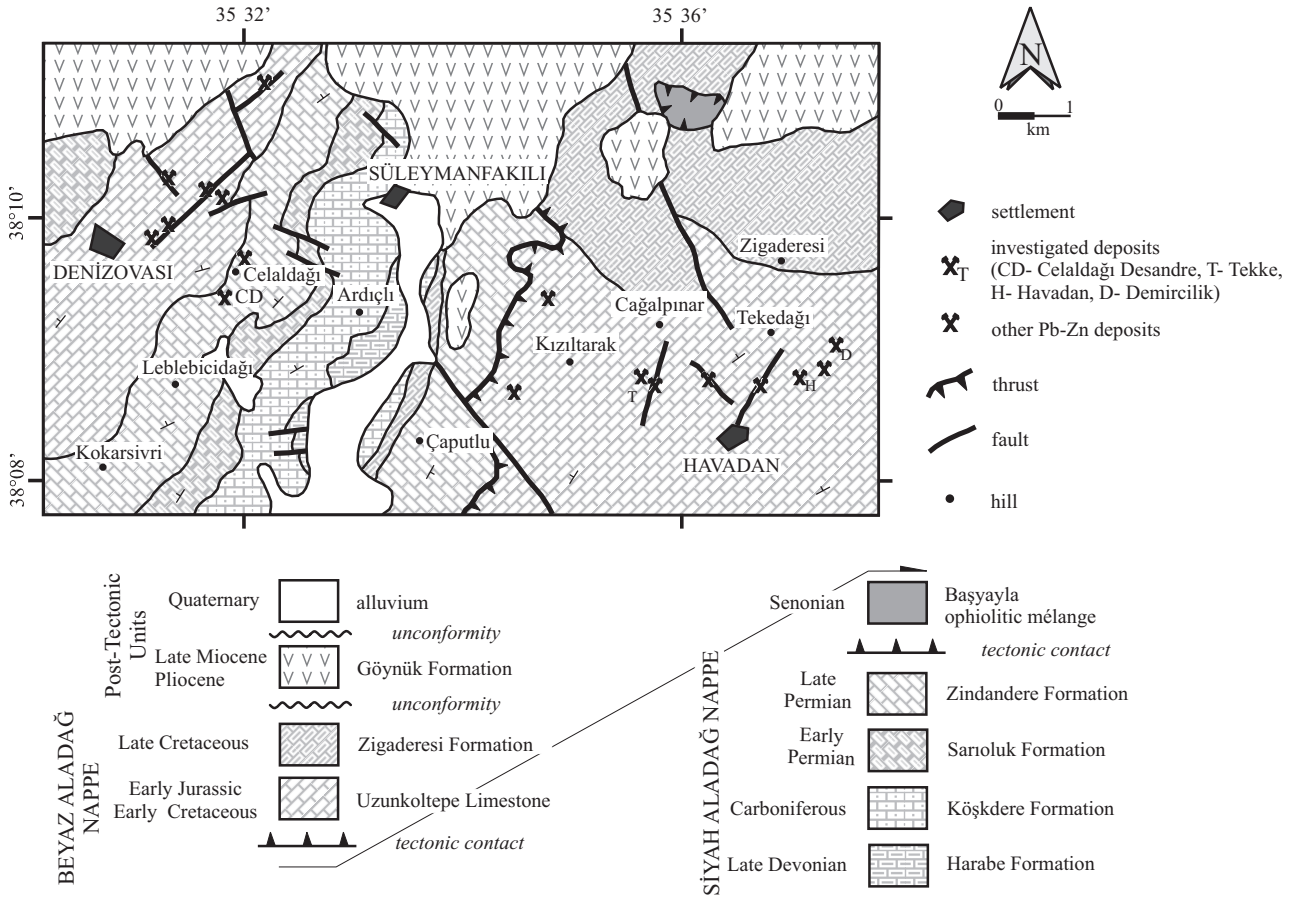 35 32’
35 36’
38°10’
38°08’
N
0 1
km
SÜLEYMANFAKILI
DENİZOVASI
Celaldağı
CD
Ardıçlı
Leblebicidağı
Kokarsivri
Zigaderesi
Cağalpınar
Tekedağı
Kızıltarak
Çaputlu
T
H
D
HAVADAN
settlement
T
investigated deposits
(CD- Celaldağı Desandre, T- Tekke,
H- Havadan, D- Demircilik)
other Pb-Zn deposits
thrust
fault
hill
Post-Tectonic
Units
Quaternary
alluvium
unconformity
Late Miocene
Pliocene
Göynük Formation
unconformity
BEYAZ ALADAĞ
NAPPE
Late Cretaceous
Zigaderesi Formation
Early Jurassic
Early Cretaceous
Uzunkoltepe Limestone
tectonic contact
SİYAH ALADAĞ NAPPE
Senonian
Başyayla
ophiolitic mélange
tectonic contact
Late
Permian
Zindandere Formation
Early
Permian
Sarıoluk Formation
Carboniferous
Köşkdere Formation
Late Devonian
Harabe Formation